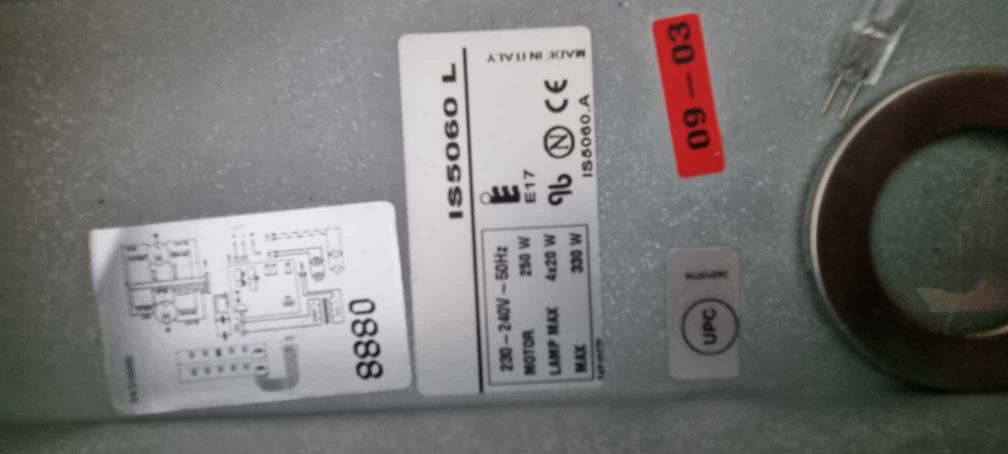 IS5060 L
MADE IN ITALY
E17
N CE
IS5060.A
230 – 240V ~ 50Hz
MOTOR 250 W
LAMP MAX 4x20 W
MAX 330 W
09 – 03
UPC
8880